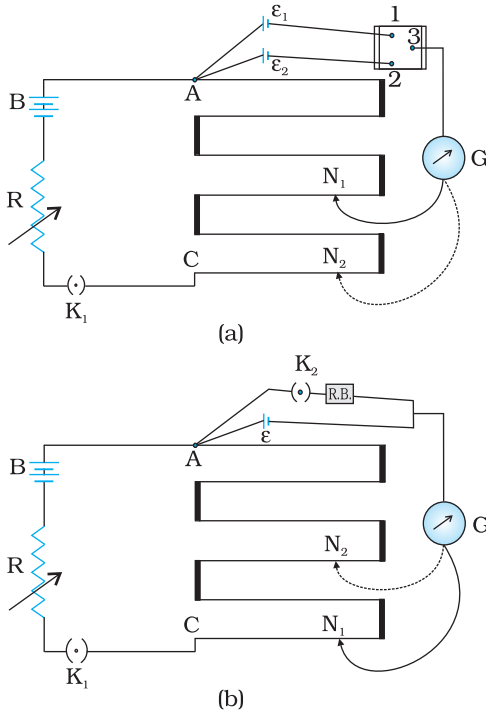 ε₁
1
3
ε₂
2
A
B
G
N₁
R
C
N₂
K₁
(a)
K₂
R.B.
ε
B
A
G
N₂
R
C
N₁
K₁
(b)